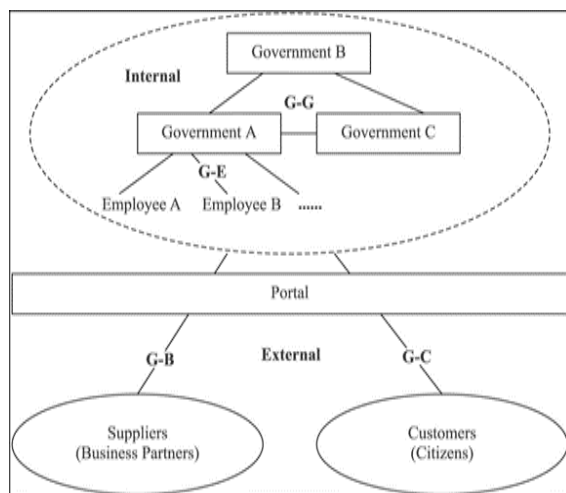 Government B
Internal
G-G
Government A
Government C
G-E
Employee A
Employee B
......
Portal
G-B
External
G-C
Suppliers
(Business Partners)
Customers
(Citizens)